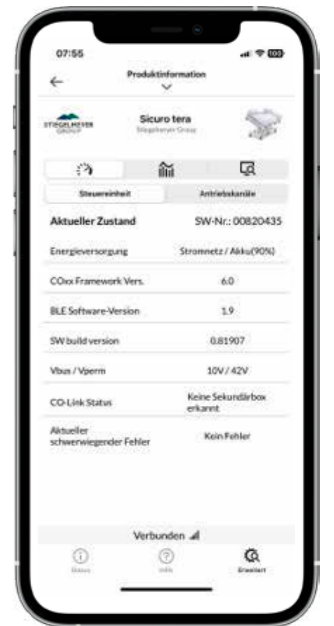 07:55
100
Produktinformation
STIEGELMEYER
GROUP
Sicuro tera
Stiegelmeyer Group
Steuereinheit
Antriebskanäle
Aktueller Zustand
SW-Nr.: 00820435
Energieversorgung
Stromnetz / Akku(90%)
COxx Framework Vers.
6.0
BLE Software-Version
1.9
SW build version
0.81907
Vbus / Vperm
10V / 42V
CO-Link Status
Keine Sekundärbox
erkannt
Aktueller
schwerwiegender Fehler
Kein Fehler
Verbunden
Status
Hilfe
Erweitert